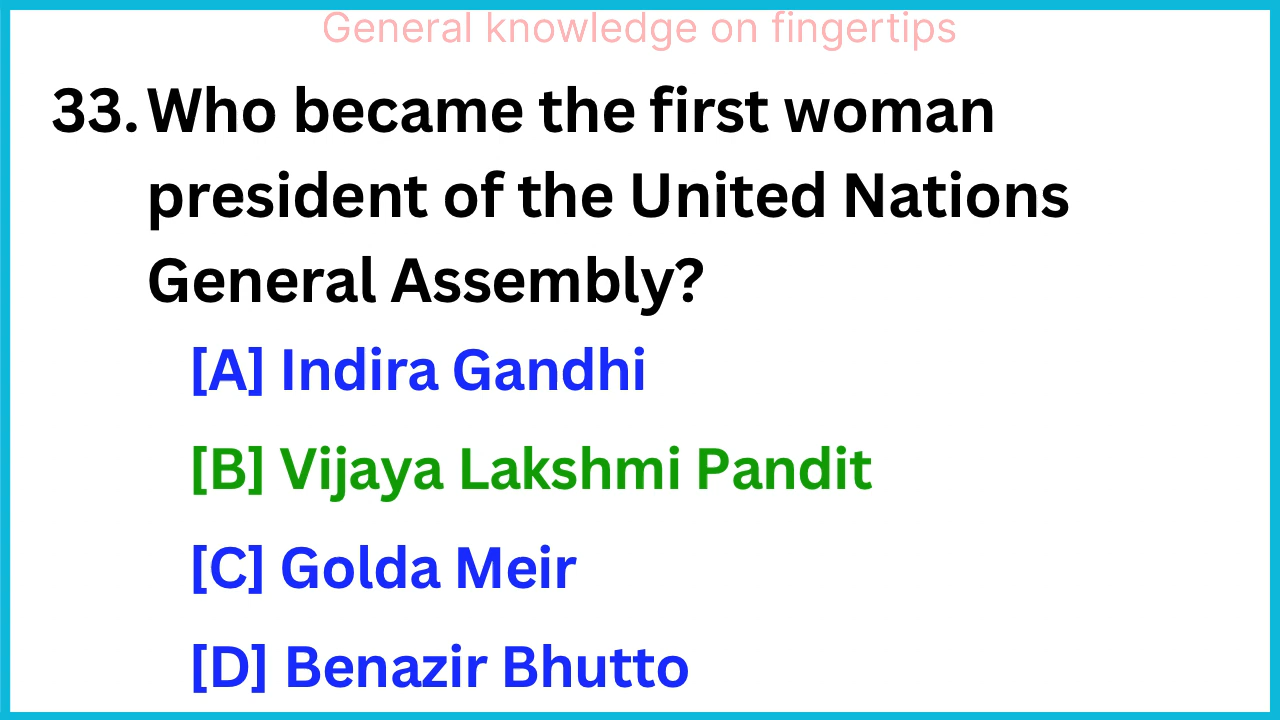 General knowledge on fingertips
33. Who became the first woman
president of the United Nations
General Assembly?
[A] Indira Gandhi
[B] Vijaya Lakshmi Pandit
[C] Golda Meir
[D] Benazir Bhutto